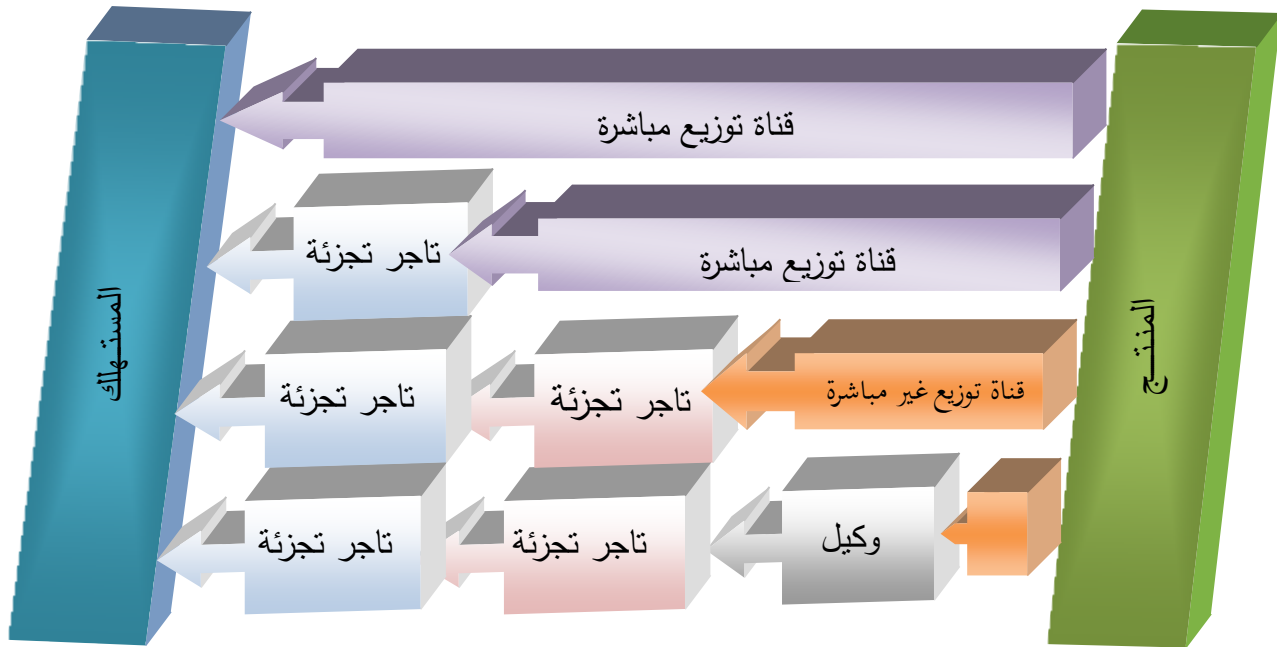 المنتـــج
قناة توزيع مباشرة
المستهلك
قناة توزيع مباشرة
تاجر تجزئة
قناة توزيع غير مباشرة
تاجر تجزئة
تاجر تجزئة
وكيل
تاجر تجزئة
تاجر تجزئة